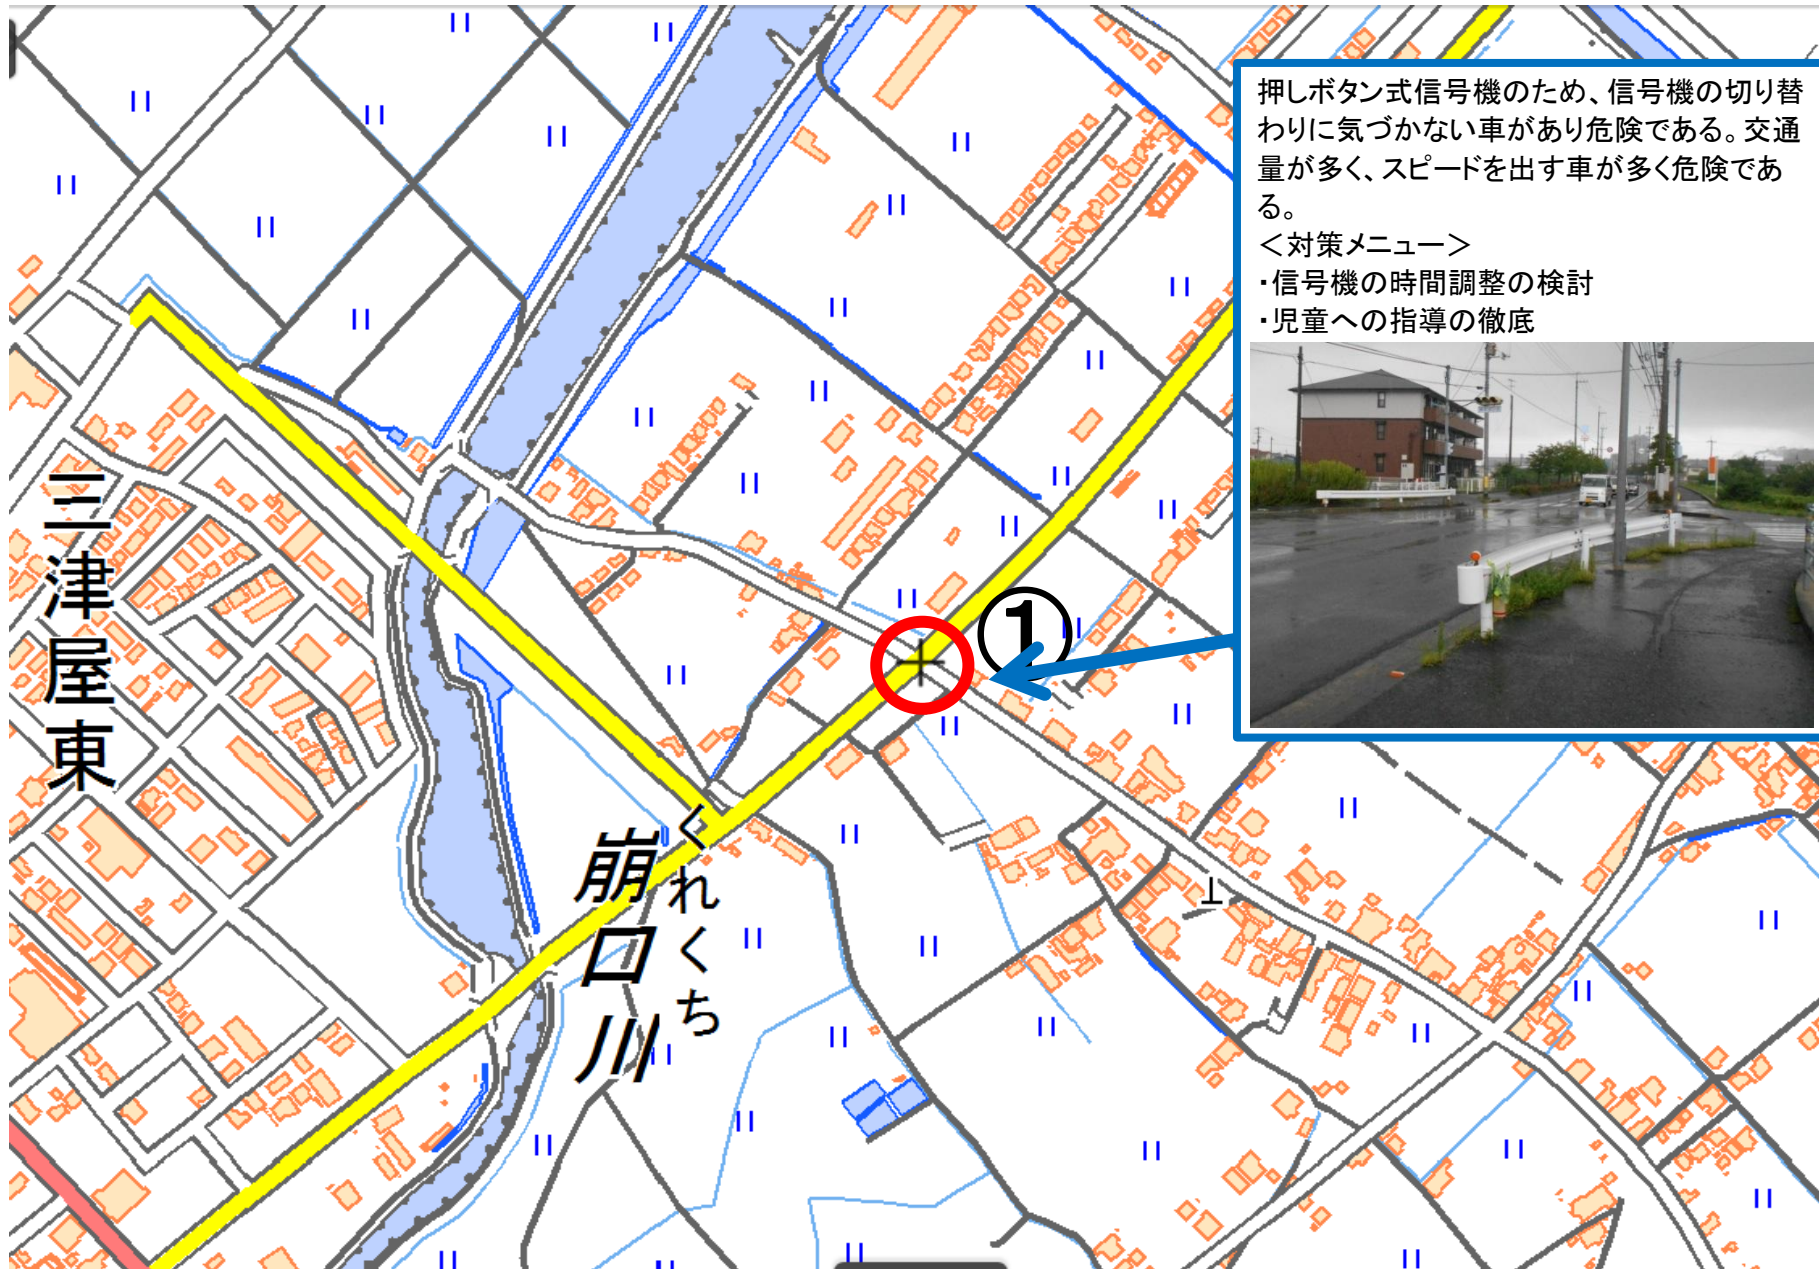 押しボタン式信号機のため、信号機の切り替
わりに気づかない車があり危険である。交通
量が多く、スピードを出す車が多く危険であ
る。
＜対策メニュー＞
・信号機の時間調整の検討
・児童への指導の徹底
①
三津屋東
崩口川
くれくち